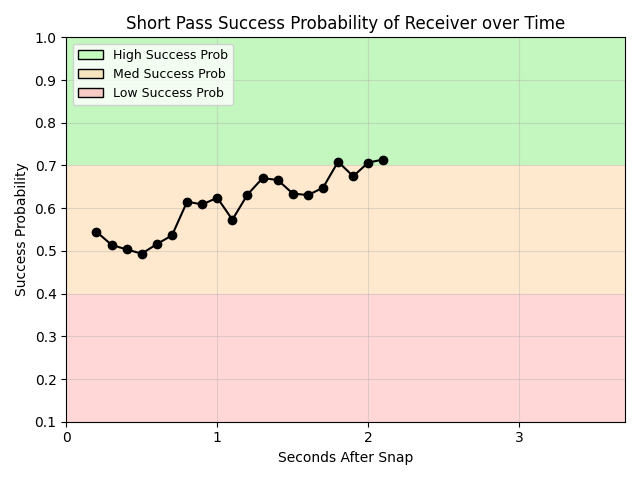 Short Pass Success Probability of Receiver over Time
High Success Prob
Med Success Prob
Low Success Prob
Success Probability
1.0
0.9
0.8
0.7
0.6
0.5
0.4
0.3
0.2
0.1
0 1 2 3
Seconds After Snap